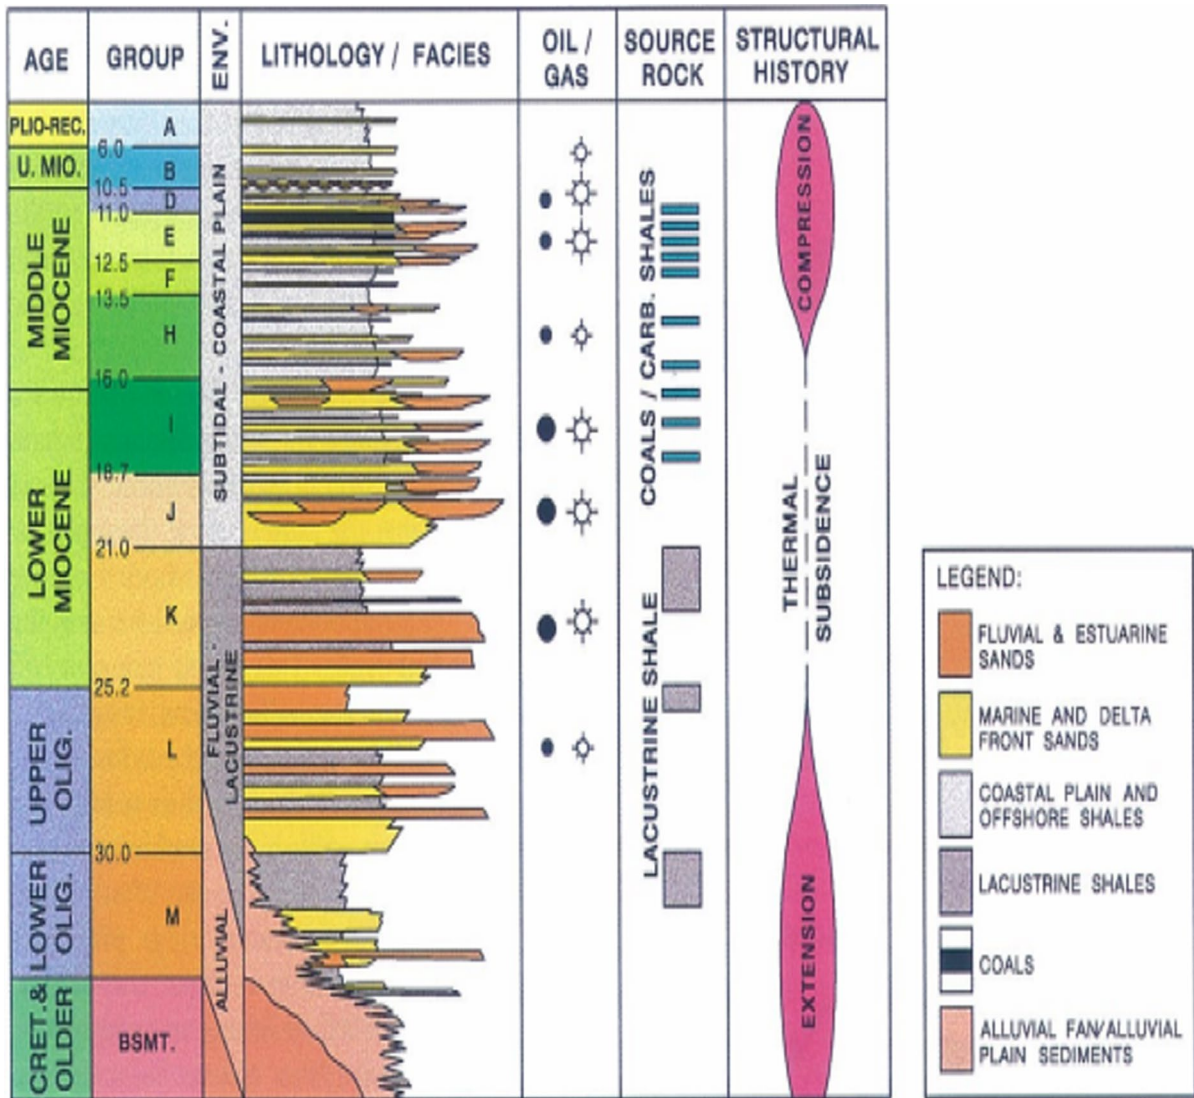 AGE
GROUP
ENV.
LITHOLOGY / FACIES
OIL /
GAS
SOURCE
ROCK
STRUCTURAL
HISTORY
PLIO-REC.
U. MIO.
MIDDLE
MIOCENE
LOWER
MIOCENE
UPPER
OLIG.
LOWER
OLIG.
CRET. &
OLDER
A
6.0
B
10.5
D
11.0
E
12.5
F
13.5
H
16.0
I
18.7
J
21.0
K
25.2
L
30.0
M
BSMT.
SUBTIDAL - COASTAL PLAIN
FLUVIAL -
LACUSTRINE
ALLUVIAL
COALS / CARB. SHALES
LACUSTRINE SHALE
COMPRESSION
THERMAL
SUBSIDENCE
EXTENSION
LEGEND:
FLUVIAL & ESTUARINE
SANDS
MARINE AND DELTA
FRONT SANDS
COASTAL PLAIN AND
OFFSHORE SHALES
LACUSTRINE SHALES
COALS
ALLUVIAL FAN/ALLUVIAL
PLAIN SEDIMENTS